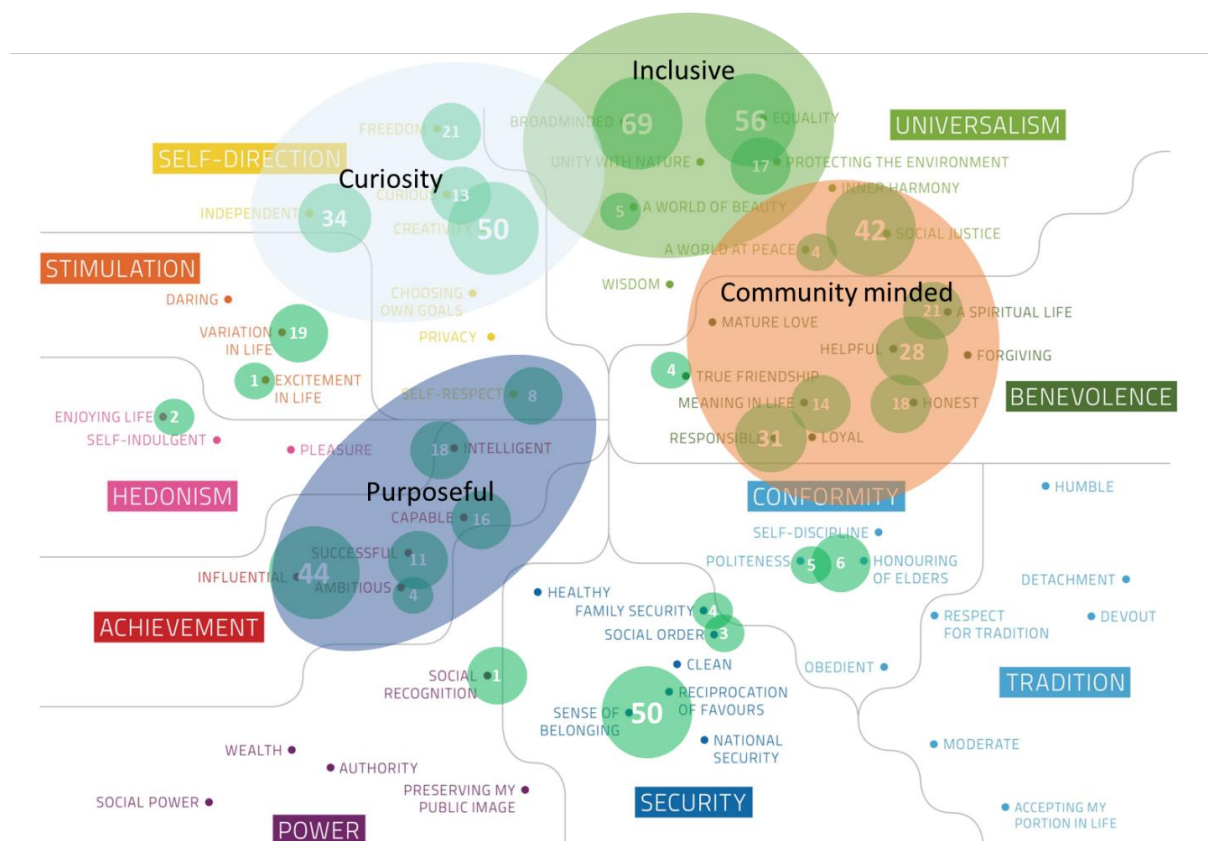 Inclusive
BROADMINDED
69
56
EQUALITY
UNIVERSALISM
FREEDOM
21
SELF-DIRECTION
UNITY WITH NATURE
17
PROTECTING THE ENVIRONMENT
Curiosity
CURIOUS
13
INNER HARMONY
INDEPENDENT
34
CREATIVITY
50
5
A WORLD OF BEAUTY
42
SOCIAL JUSTICE
A WORLD AT PEACE
4
STIMULATION
DARING
CHOOSING
OWN GOALS
WISDOM
Community minded
VARIATION
IN LIFE
19
PRIVACY
MATURE LOVE
21
A SPIRITUAL LIFE
HELPFUL
28
FORGIVING
1
EXCITEMENT
IN LIFE
4
TRUE FRIENDSHIP
BENEVOLENCE
ENJOYING LIFE
2
SELF-RESPECT
8
MEANING IN LIFE
14
18
HONEST
SELF-INDULGENT
PLEASURE
18
INTELLIGENT
RESPONSIBLE
31
LOYAL
HEDONISM
Purposeful
CONFORMITY
HUMBLE
CAPABLE
16
SELF-DISCIPLINE
SUCCESSFUL
11
POLITENESS
5
6
HONOURING
OF ELDERS
INFLUENTIAL
44
AMBITIOUS
4
HEALTHY
DETACHMENT
ACHIEVEMENT
FAMILY SECURITY
4
SOCIAL ORDER
3
RESPECT
FOR TRADITION
DEVOUT
SOCIAL
RECOGNITION
1
CLEAN
OBEDIENT
TRADITION
RECIPROCATION
OF FAVOURS
SENSE OF
BELONGING
50
WEALTH
AUTHORITY
NATIONAL
SECURITY
MODERATE
SOCIAL POWER
PRESERVING MY
PUBLIC IMAGE
SECURITY
ACCEPTING MY
PORTION IN LIFE
POWER